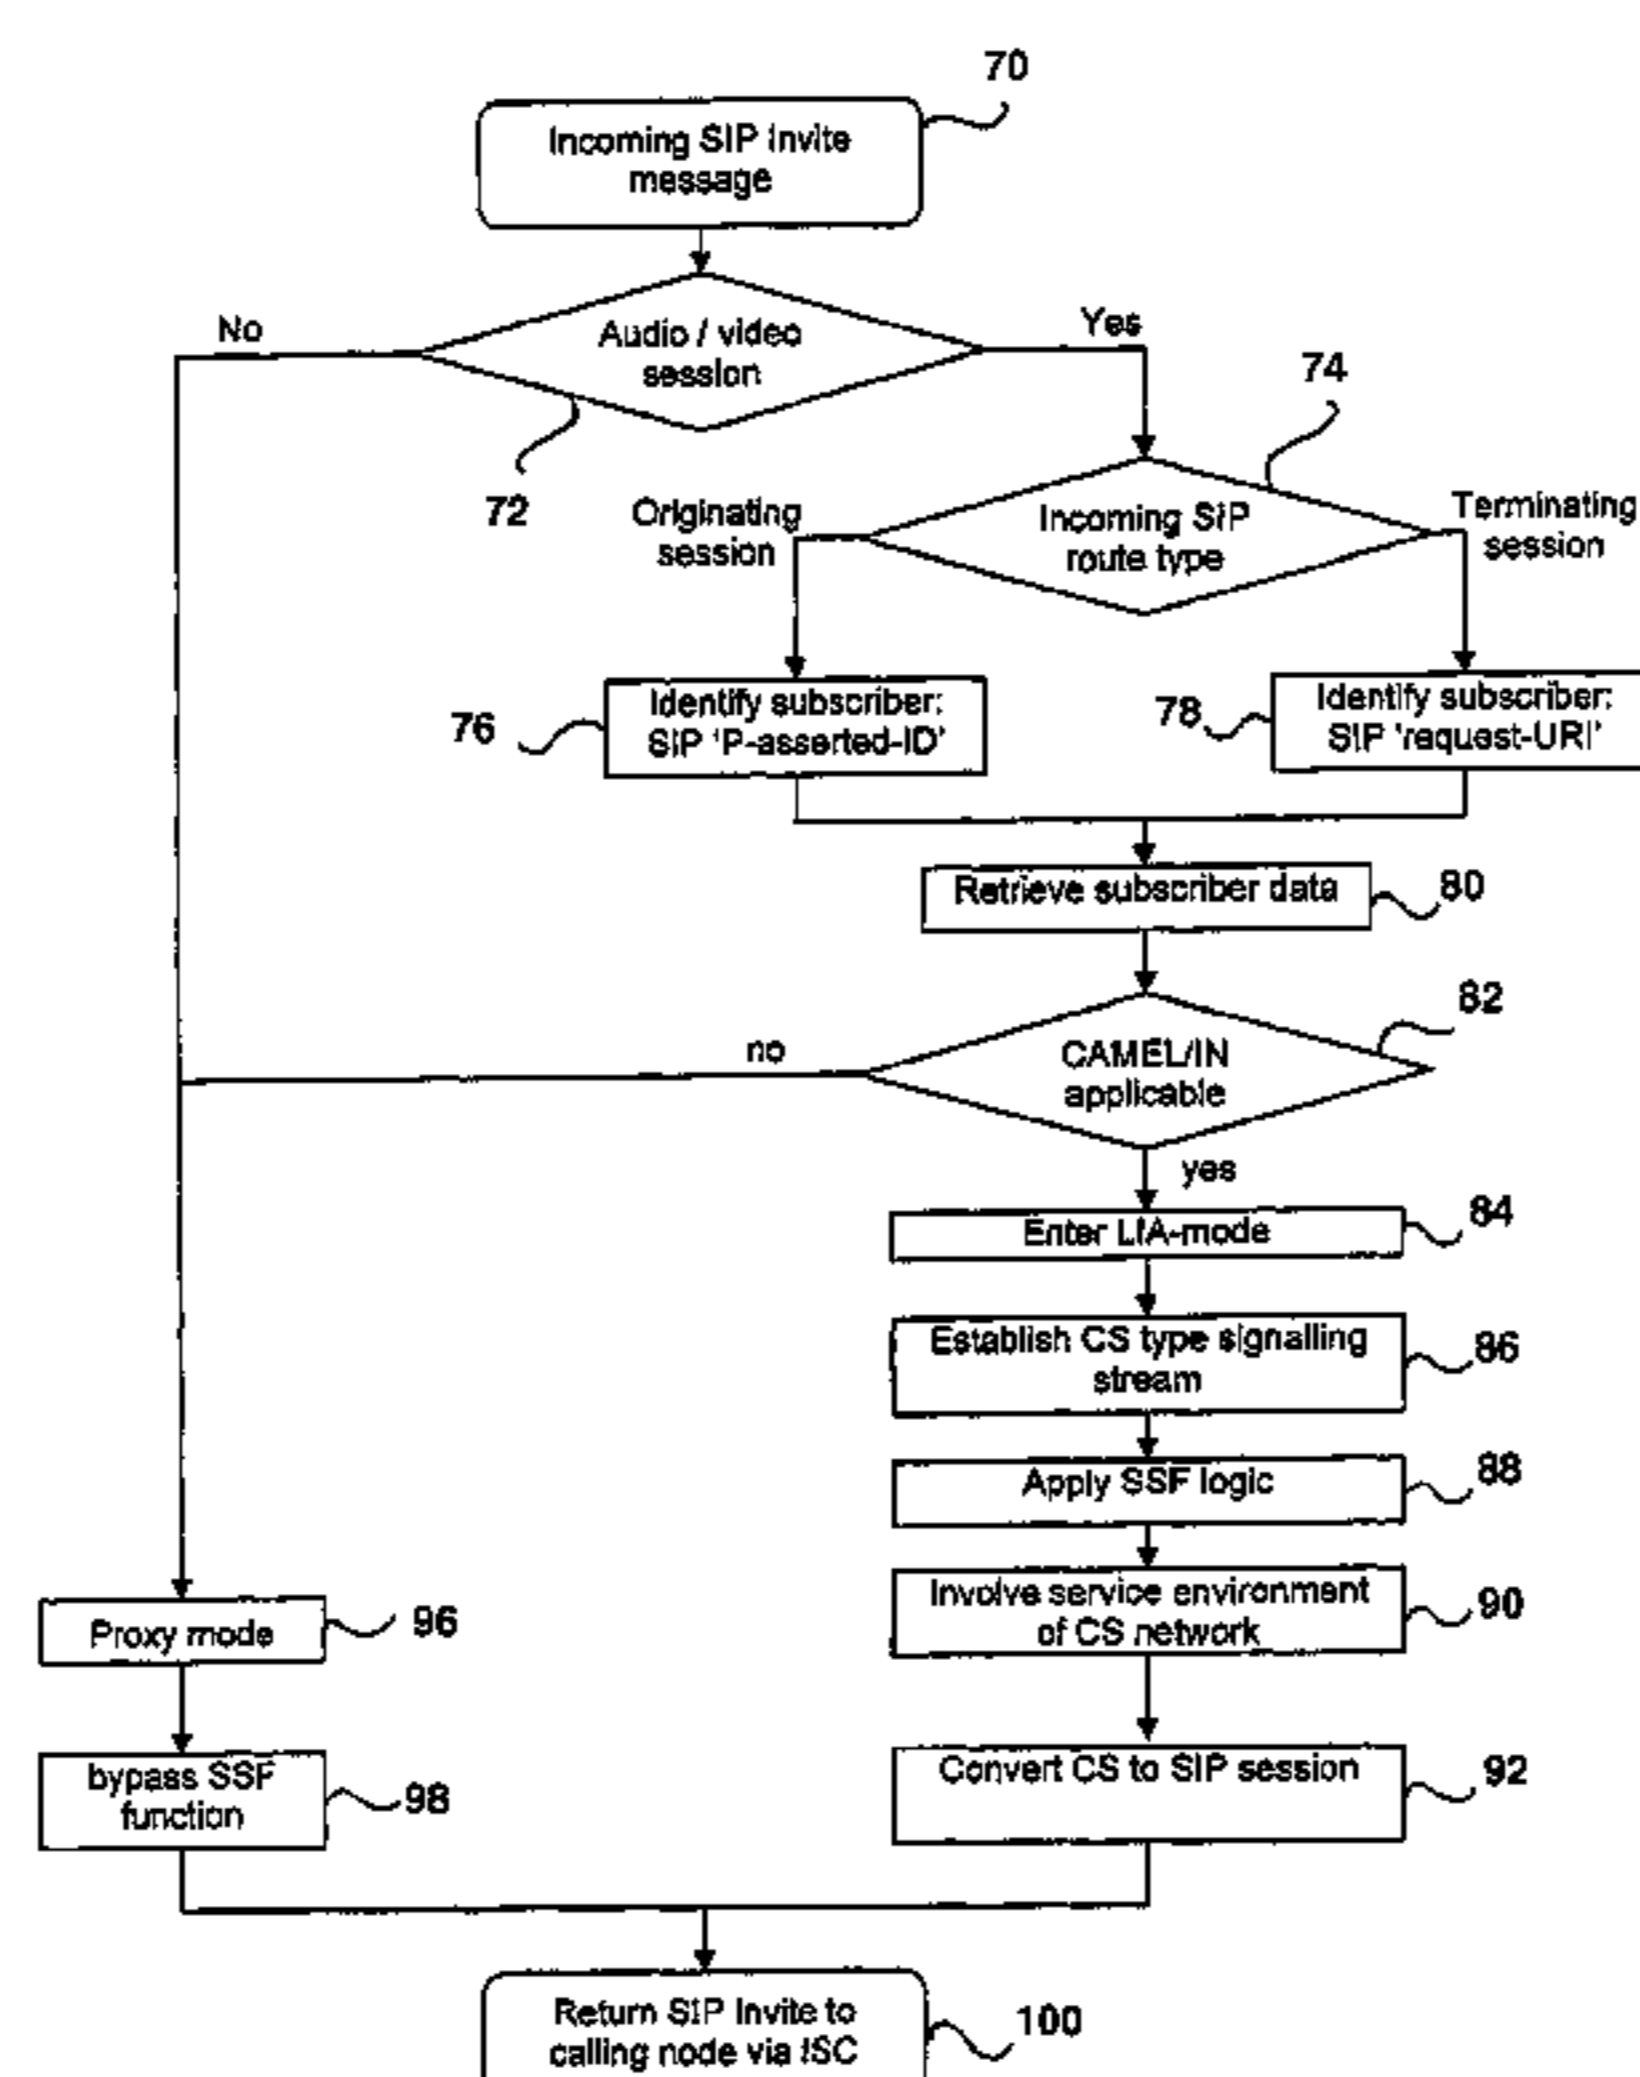 70
Incoming SIP Invite
message
No
Audio / video
session
Yes
72
74
Originating
session
Incoming SIP
route type
Terminating
session
76
Identify subscriber:
SIP 'P-asserted-ID'
78
Identify subscriber:
SIP 'request-URI'
Retrieve subscriber data
80
82
no
CAMEL/IN
applicable
yes
Enter UA-mode
84
Establish CS type signalling
stream
86
Apply SSF logic
88
Involve service environment
of CS network
90
Proxy mode
96
bypass SSF
function
98
Convert CS to SIP session
92
Return SIP Invite to
calling node via ISC
100